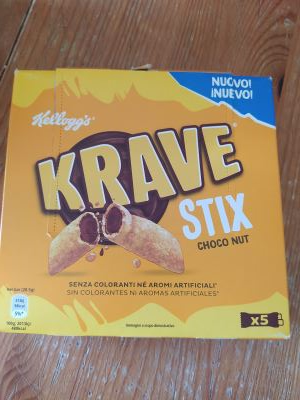 NUOVO!
¡NUEVO!
Kellogg's
KRAVE
STIX
CHOCO NUT
SENZA COLORANTI NÉ AROMI ARTIFICIALI
SIN COLORANTES NI AROMAS ARTIFICIALES
x5